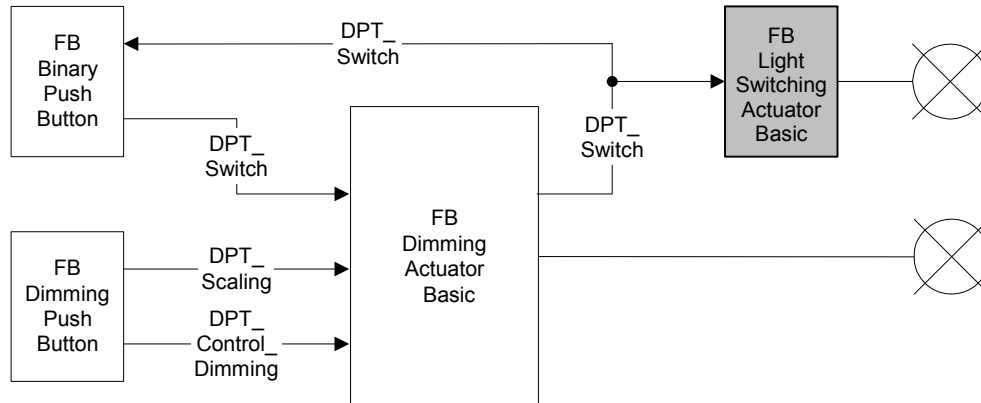 FB
Binary
Push
Button
DPT_
Switch
FB
Light
Switching
Actuator
Basic
DPT_
Switch
DPT_
Switch
FB
Dimming
Actuator
Basic
FB
Dimming
Push
Button
DPT_
Scaling
DPT_
Control_
Dimming